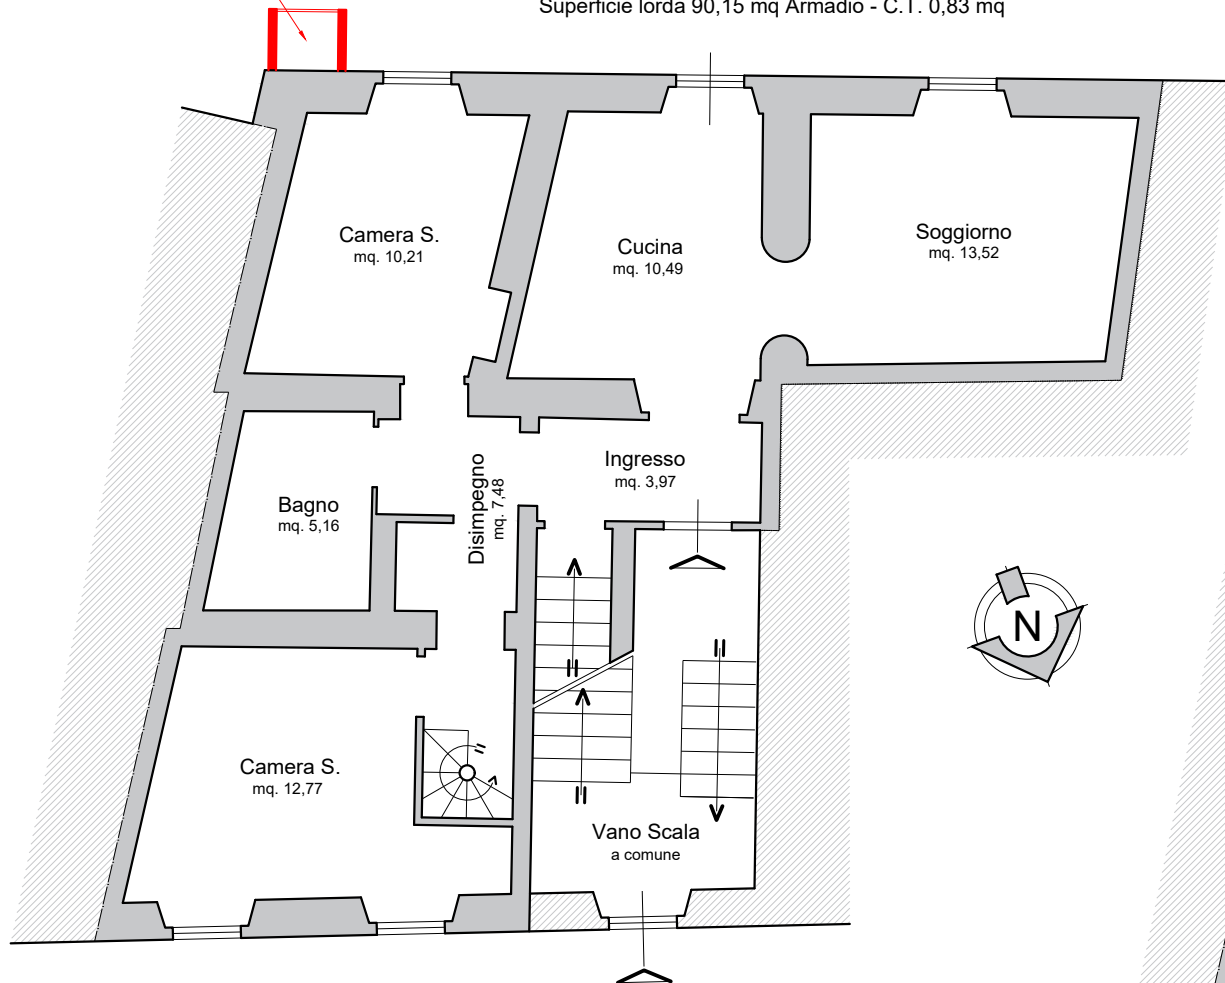 Superficie lorda 90,15 mq Armadio - C.T. 0,83 mq
Camera S.
mq. 10,21
Cucina
mq. 10,49
Soggiorno
mq. 13,52
Ingresso
mq. 3,97
Disimpegno
mq. 7,48
Bagno
mq. 5,16
N
Camera S.
mq. 12,77
Vano Scala
a comune